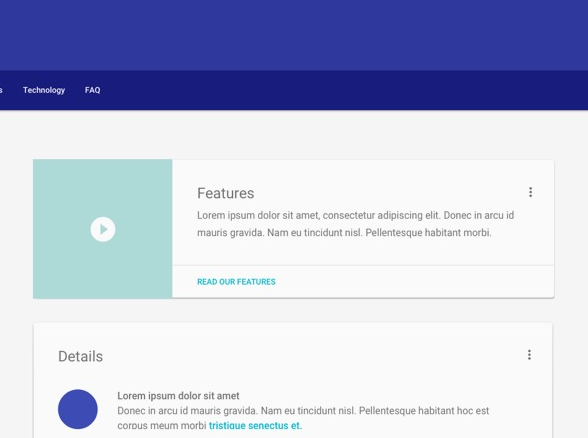 Technology FAQ
Features
Lorem ipsum dolor sit amet, consectetur adipiscing elit. Donec in arcu id
mauris gravida. Nam eu tincidunt nisl. Pellentesque habitant morbi.
READ OUR FEATURES
Details
Lorem ipsum dolor sit amet
Donec in arcu id mauris gravida. Nam eu tincidunt nisl. Pellentesque habitant hoc est
corpus meum morbi tristique senectus et.